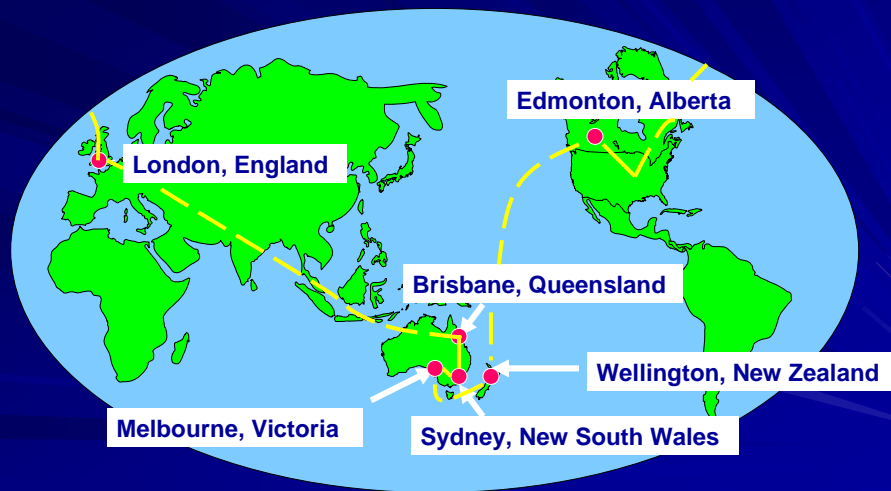 Edmonton, Alberta
London, England
Brisbane, Queensland
Wellington, New Zealand
Melbourne, Victoria
Sydney, New South Wales